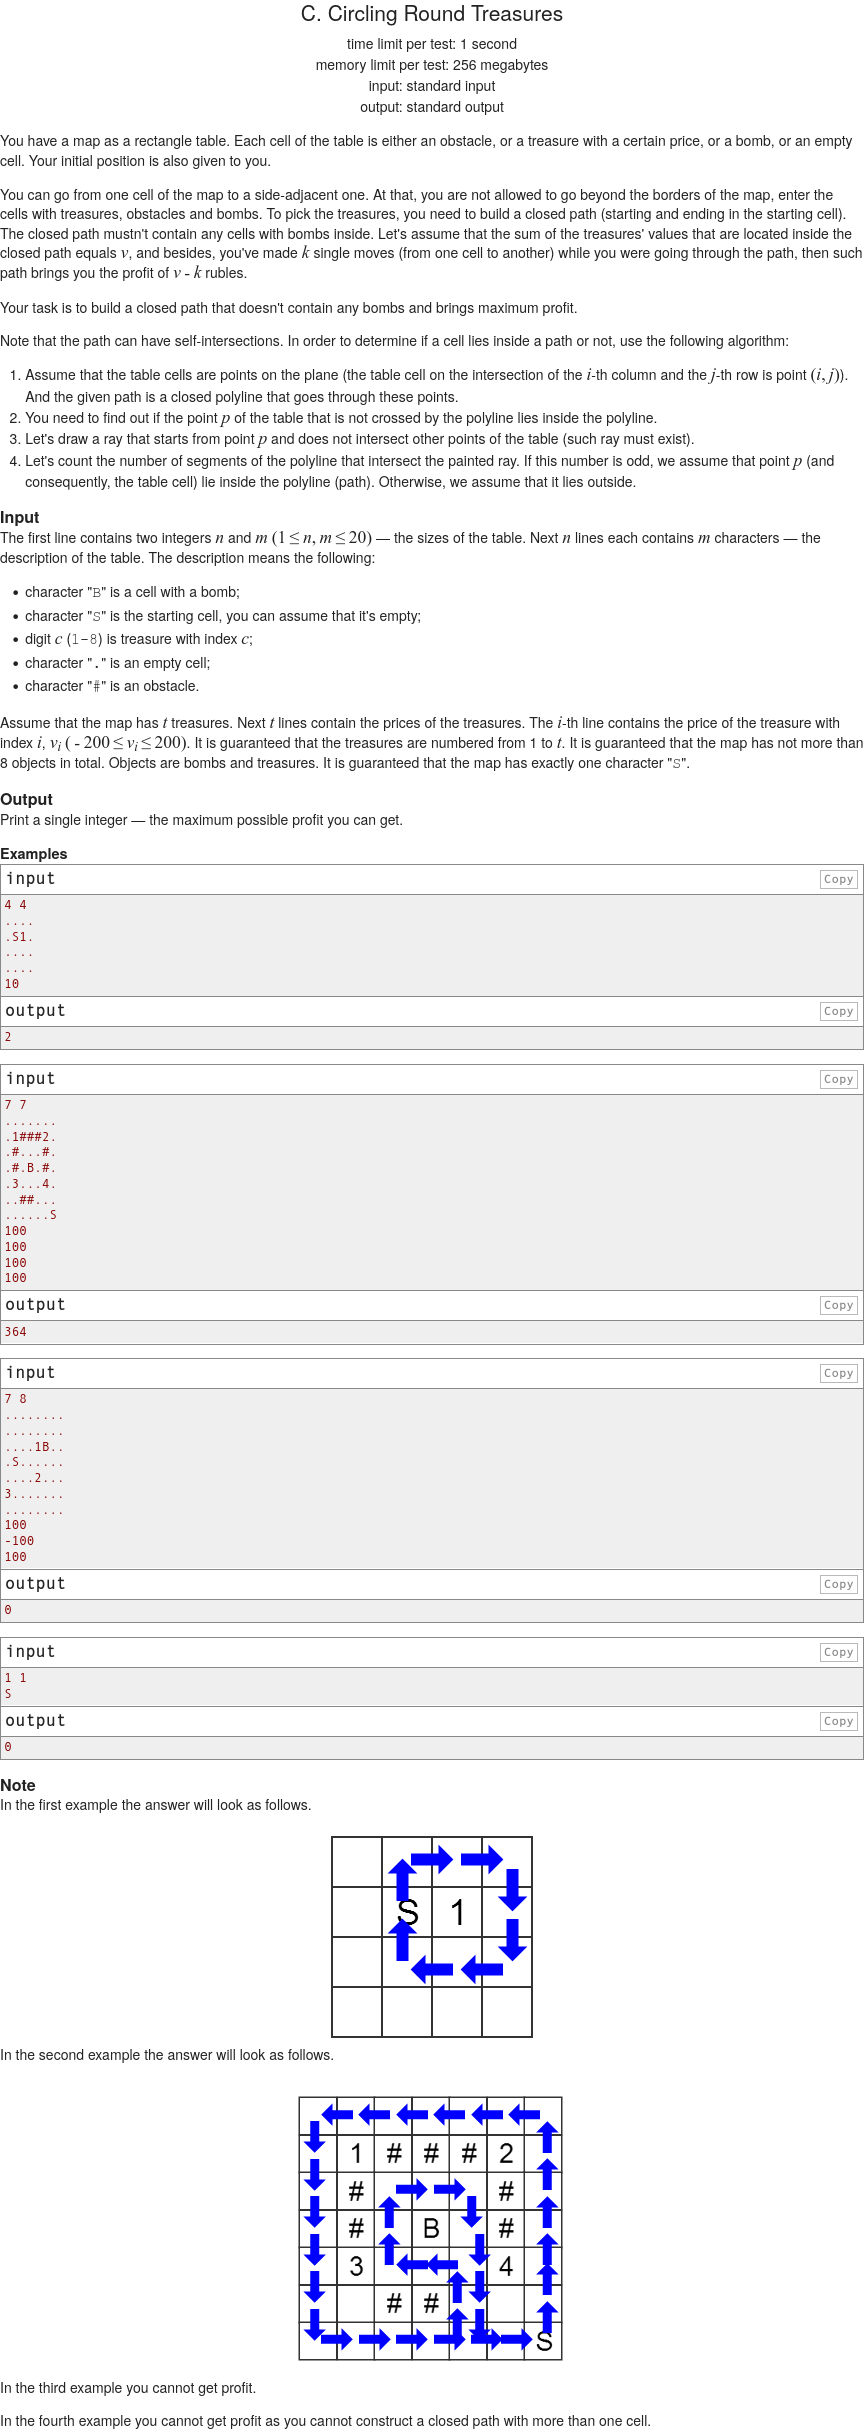 C. Circling Round Treasures
time limit per test: 1 second
memory limit per test: 256 megabytes
input: standard input
output: standard output
You have a map as a rectangle table. Each cell of the table is either an obstacle, or a treasure with a certain price, or a bomb, or an empty
cell. Your initial position is also given to you.
You can go from one cell of the map to a side-adjacent one. At that, you are not allowed to go beyond the borders of the map, enter the
cells with treasures, obstacles and bombs. To pick the treasures, you need to build a closed path (starting and ending in the starting cell).
The closed path mustn't contain any cells with bombs inside. Let's assume that the sum of the treasures' values that are located inside the
closed path equals v, and besides, you've made k single moves (from one cell to another) while you were going through the path, then such
path brings you the profit of v - k rubles.
Your task is to build a closed path that doesn't contain any bombs and brings maximum profit.
Note that the path can have self-intersections. In order to determine if a cell lies inside a path or not, use the following algorithm:
1. Assume that the table cells are points on the plane (the table cell on the intersection of the i-th column and the j-th row is point (i, j)).
And the given path is a closed polyline that goes through these points.
2. You need to find out if the point p of the table that is not crossed by the polyline lies inside the polyline.
3. Let's draw a ray that starts from point p and does not intersect other points of the table (such ray must exist).
4. Let's count the number of segments of the polyline that intersect the painted ray. If this number is odd, we assume that point p (and
consequently, the table cell) lie inside the polyline (path). Otherwise, we assume that it lies outside.
Input
The first line contains two integers n and m (1 ≤ n, m ≤ 20) — the sizes of the table. Next n lines each contains m characters — the
description of the table. The description means the following:
• character "B" is a cell with a bomb;
• character "S" is the starting cell, you can assume that it's empty;
• digit c (1-8) is treasure with index c;
• character "." is an empty cell;
• character "#" is an obstacle.
Assume that the map has t treasures. Next t lines contain the prices of the treasures. The i-th line contains the price of the treasure with
index i, vi ( - 200 ≤ vi ≤ 200). It is guaranteed that the treasures are numbered from 1 to t. It is guaranteed that the map has not more than
8 objects in total. Objects are bombs and treasures. It is guaranteed that the map has exactly one character "S".
Output
Print a single integer — the maximum possible profit you can get.
Examples
input Copy
4 4
....
.S1.
....
....
10
output Copy
2
input Copy
7 7
.......
.1###2.
.#...#.
.#.B.#.
.3...4.
..##...
......S
100
100
100
100
output Copy
364
input Copy
7 8
........
........
....1B..
.S......
....2...
3.......
........
100
-100
100
output Copy
0
input Copy
1 1
S
output Copy
0
Note
In the first example the answer will look as follows.
S 1
In the second example the answer will look as follows.
1 # # # 2
# #
# B #
3 4
# #
S
In the third example you cannot get profit.
In the fourth example you cannot get profit as you cannot construct a closed path with more than one cell.